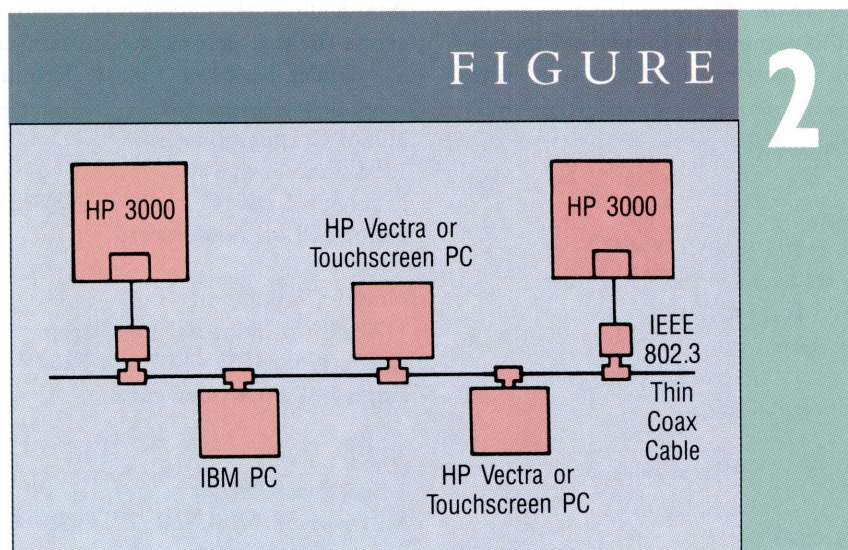 FIGURE 2
HP 3000
HP 3000
HP Vectra or
Touchscreen PC
IEEE
802.3
Thin
Coax
Cable
IBM PC
HP Vectra or
Touchscreen PC